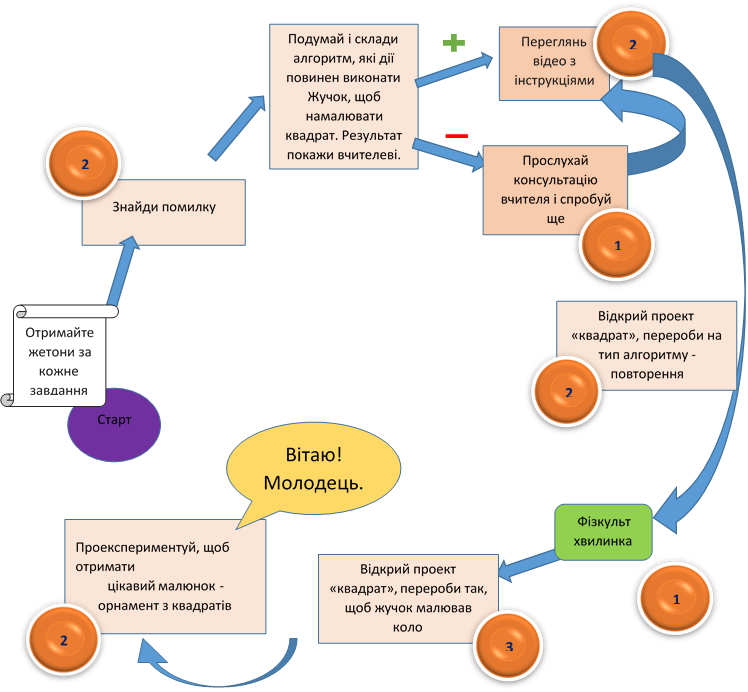 Старт
Отримайте
жетони за
кожне
завдання
Знайди помилку
2
Подумай і склади
алгоритм, які дії
повинен виконати
Жучок, щоб
намалювати
квадрат. Результат
покажи вчителеві.
+
Переглянь
відео з
інструкціями
2
–
Прослухай
консультацію
вчителя і спробуй
ще
1
Відкрий проект
«квадрат», перероби на
тип алгоритму -
повторення
2
Фізкульт
хвилинка
1
Відкрий проект
«квадрат», перероби так,
щоб жучок малював
коло
3
Проекспериментуй, щоб
отримати
цікавий малюнок -
орнамент з квадратів
2
Вітаю!
Молодець.